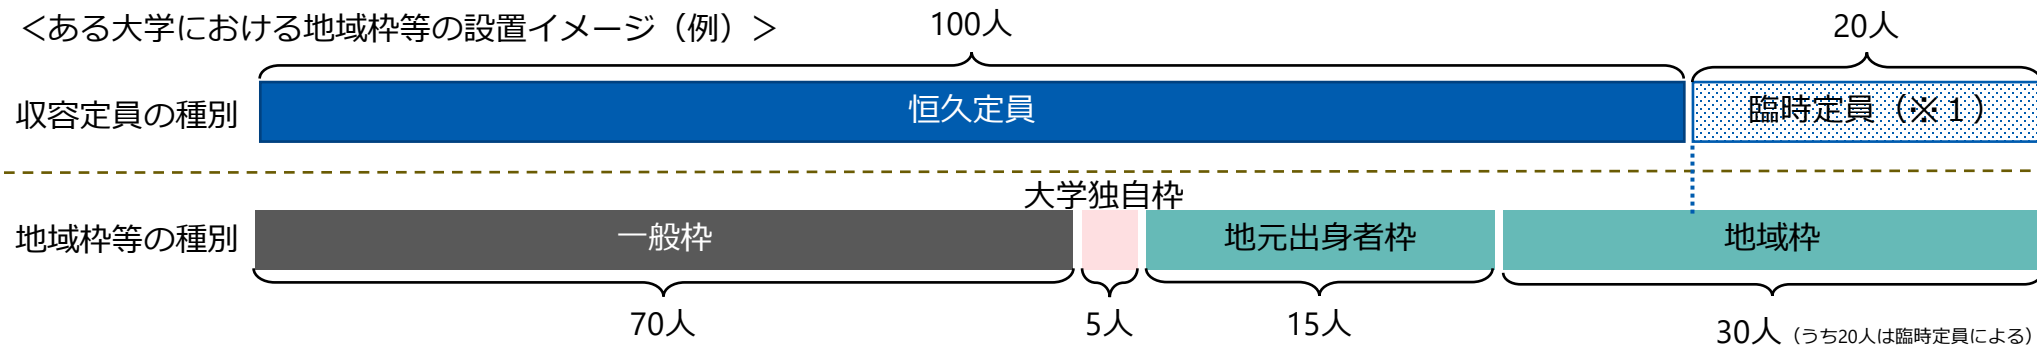 ＜ある大学における地域枠等の設置イメージ（例）＞
100人
20人
収容定員の種別
恒久定員
臨時定員（※１）
大学独自枠
地域枠等の種別
一般枠
地元出身者枠
地域枠
70人
5人
15人
30人（うち20人は臨時定員による）